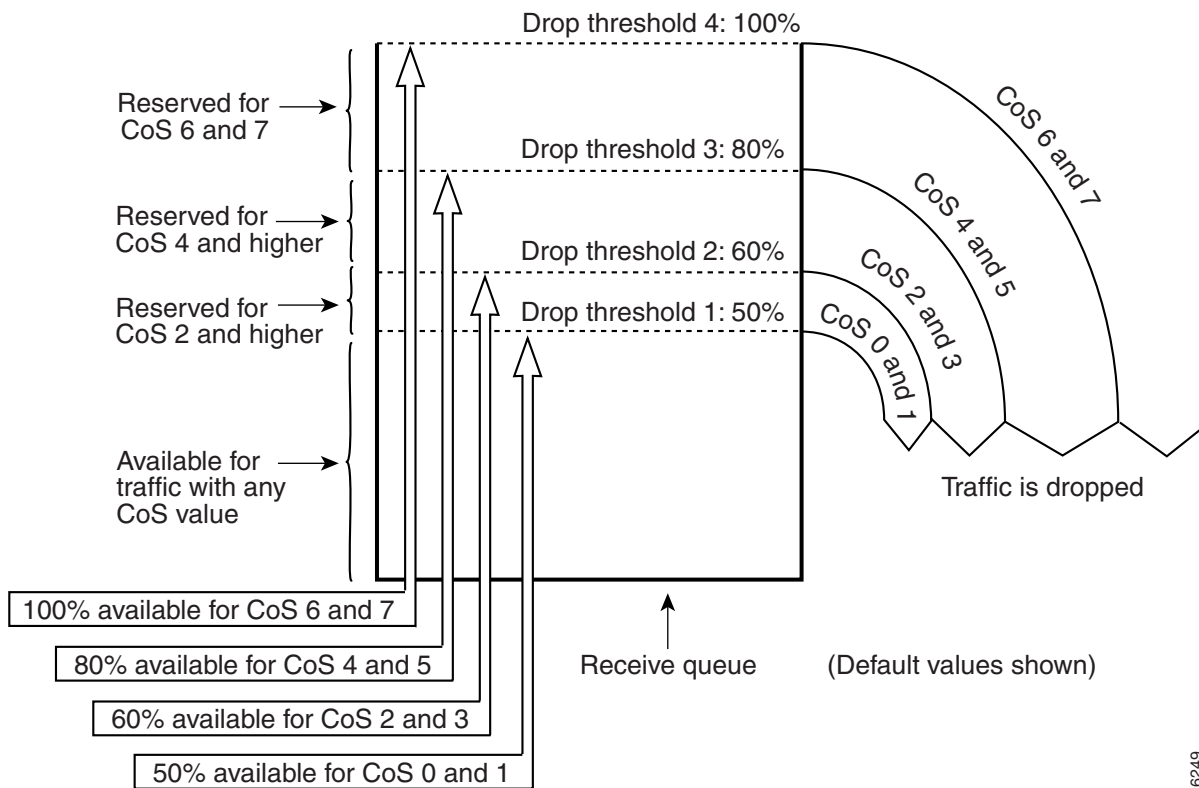 Drop threshold 4: 100%
Reserved for
CoS 6 and 7
CoS 6 and 7
Drop threshold 3: 80%
Reserved for
CoS 4 and higher
CoS 4 and 5
Drop threshold 2: 60%
CoS 2 and 3
Reserved for
CoS 2 and higher
Drop threshold 1: 50%
CoS 0 and 1
Available for
traffic with any
CoS value
Traffic is dropped
100% available for CoS 6 and 7
80% available for CoS 4 and 5
Receive queue
(Default values shown)
60% available for CoS 2 and 3
50% available for CoS 0 and 1
6249